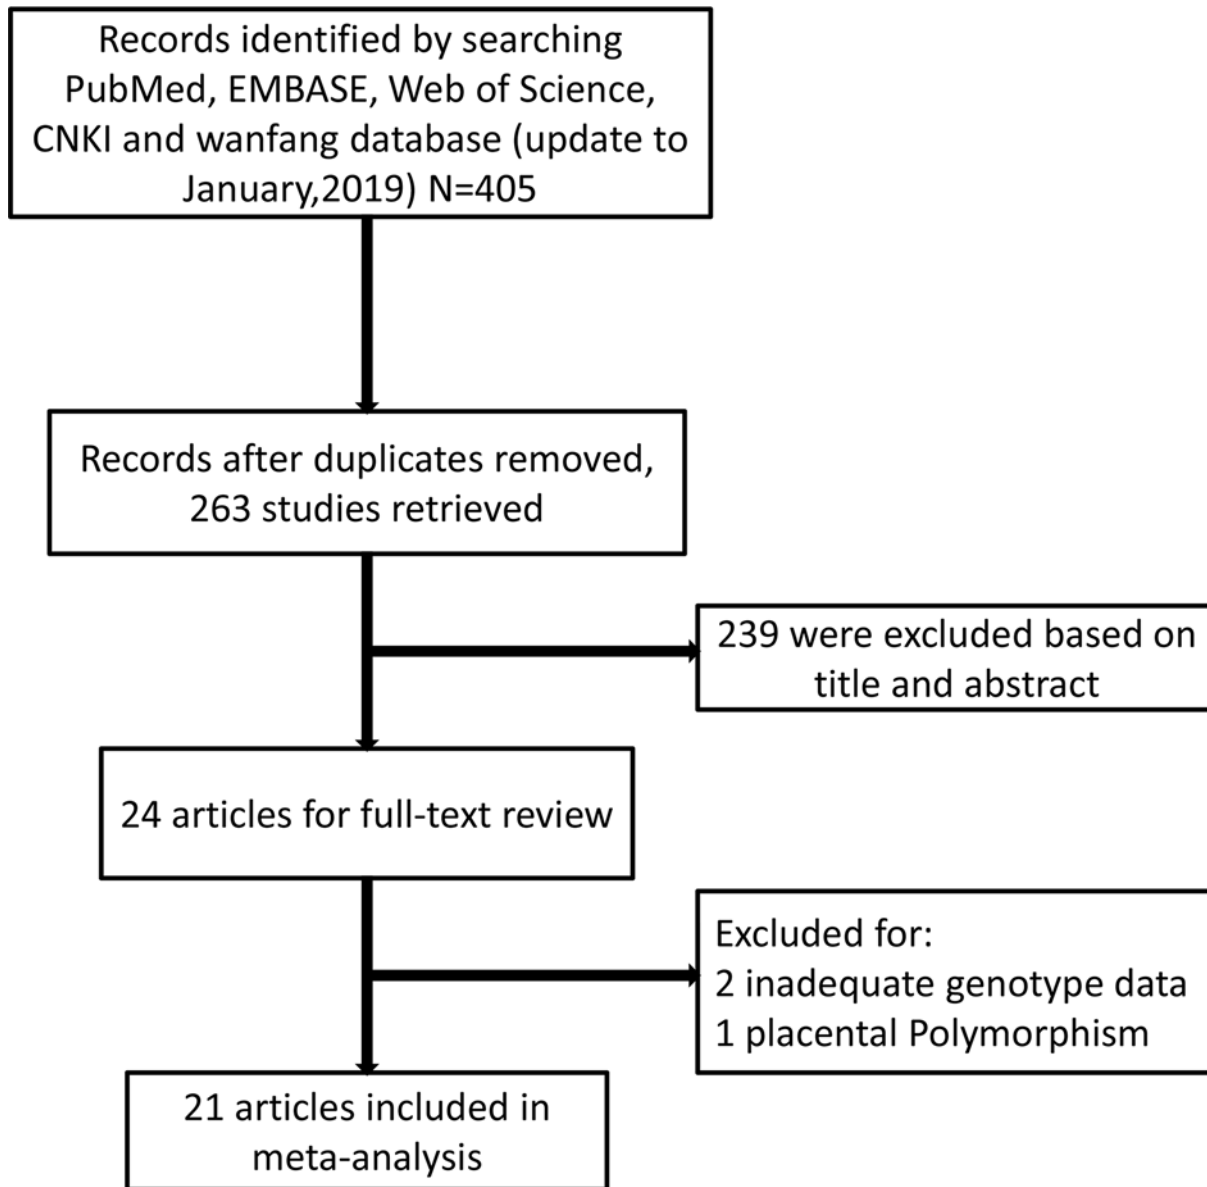 Records identified by searching
PubMed, EMBASE, Web of Science,
CNKI and wanfang database (update to
January,2019) N=405
Records after duplicates removed,
263 studies retrieved
239 were excluded based on
title and abstract
24 articles for full-text review
Excluded for:
2 inadequate genotype data
1 placental Polymorphism
21 articles included in
meta-analysis